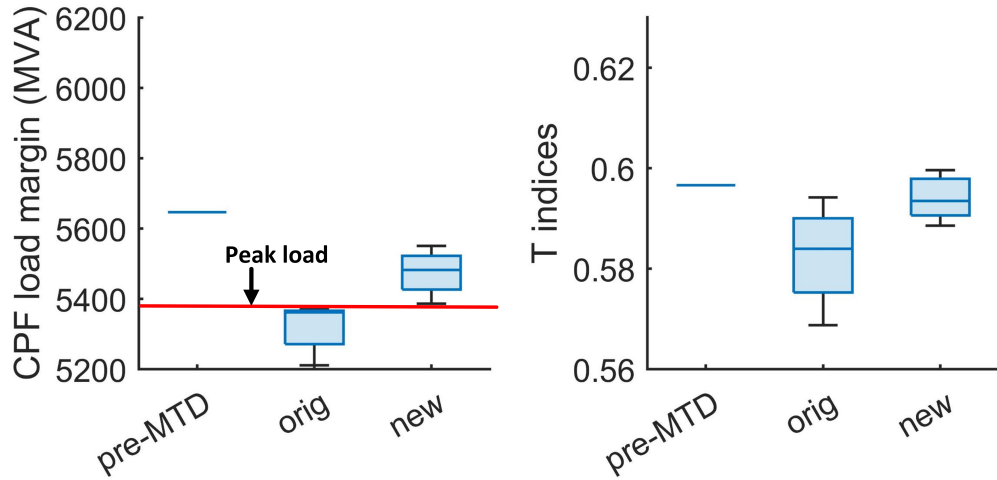 CPF load margin (MVA)
6200
6000
5800
5600
5400
5200
Peak load
pre-MTD
orig
new
T indices
0.62
0.6
0.58
0.56
pre-MTD
orig
new